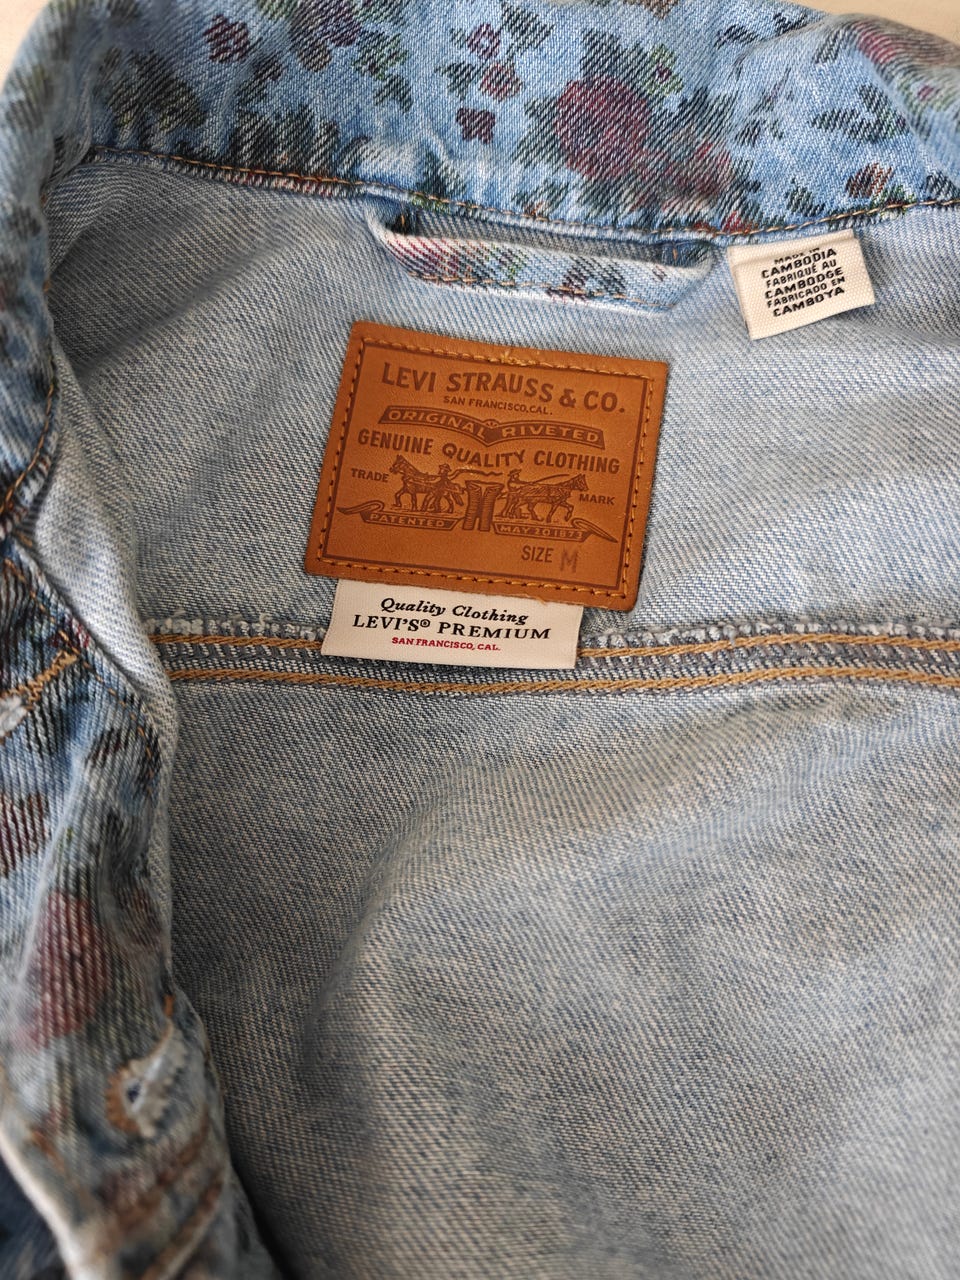 MADE IN
CAMBODIA
FABRIQUÉ AU
CAMBODGE
FABRICADO EN
CAMBOYA
LEVI STRAUSS & CO.
SAN FRANCISCO, CAL.
ORIGINAL RIVETED
GENUINE QUALITY CLOTHING
TRADE MARK
PATENTED MAY 20 1873
SIZE M
Quality Clothing
LEVI'S® PREMIUM
SAN FRANCISCO, CAL.